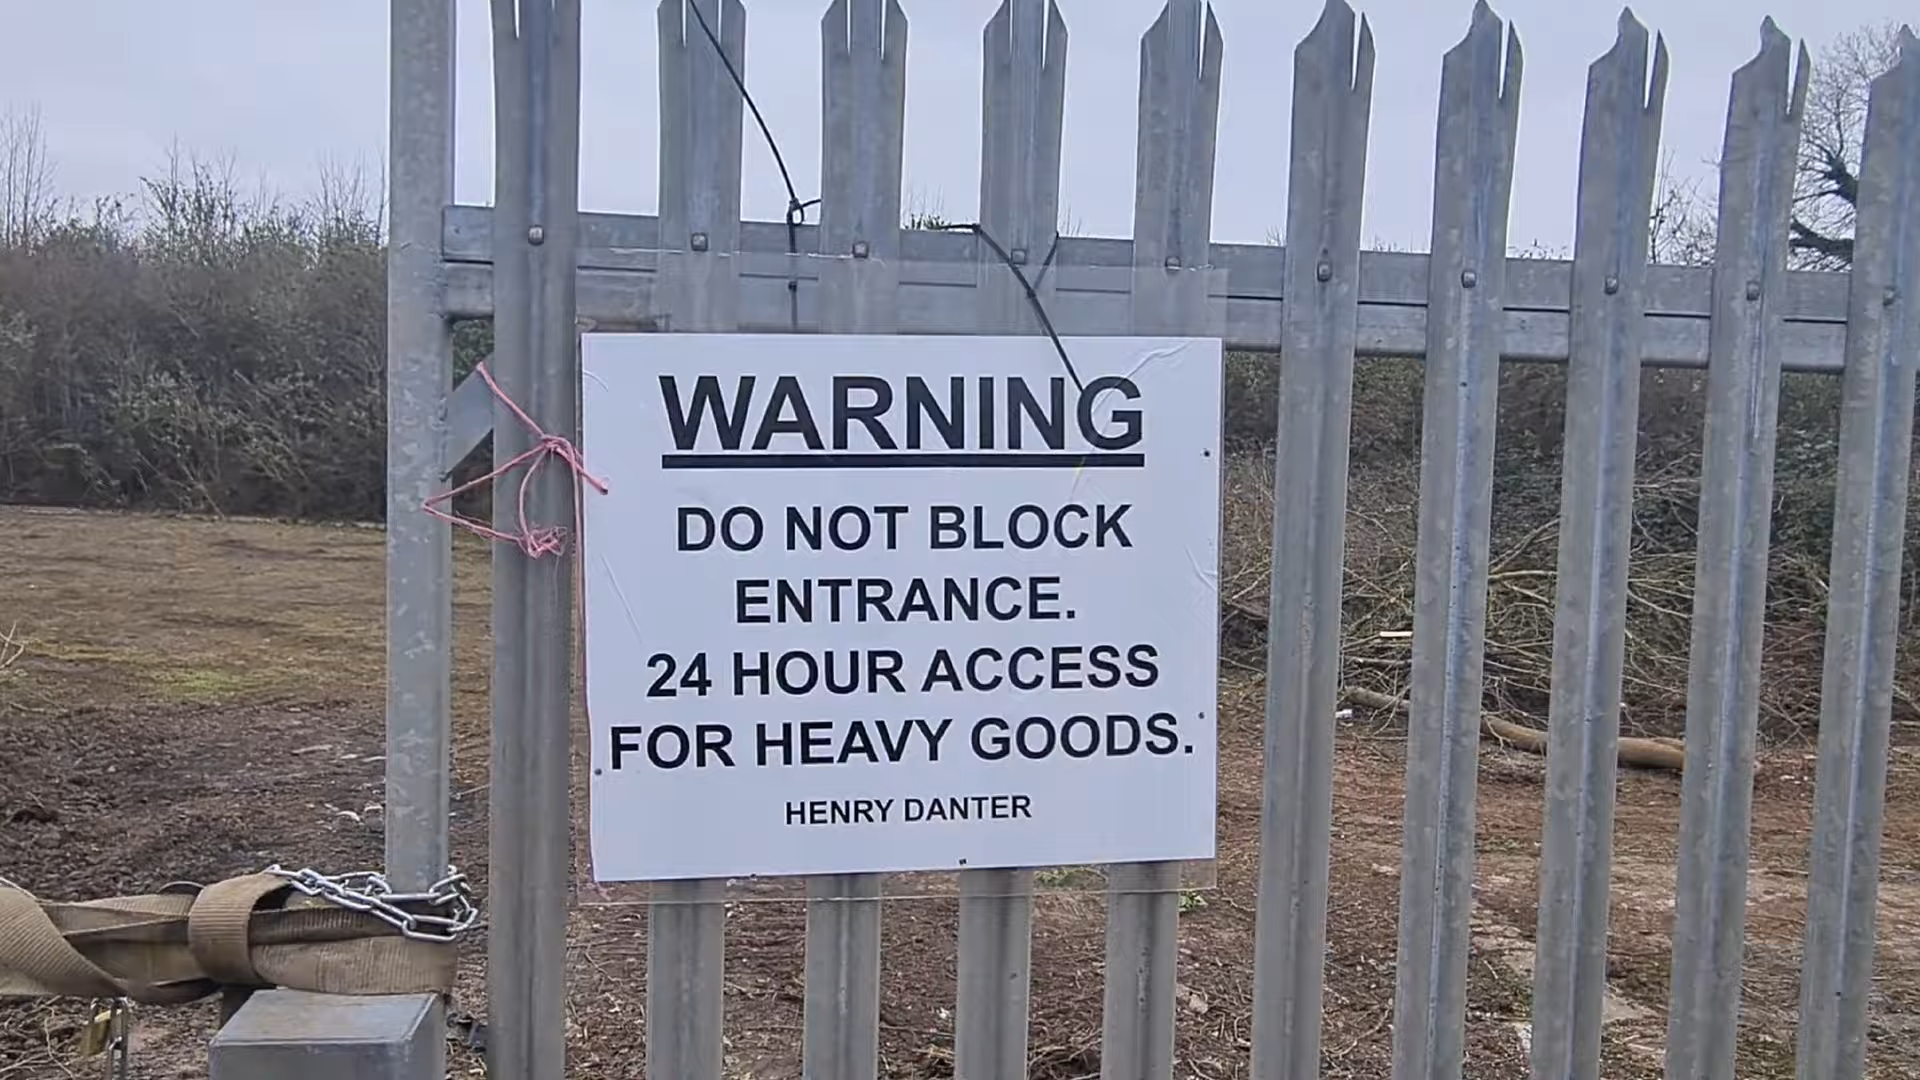 WARNING
DO NOT BLOCK
ENTRANCE.
24 HOUR ACCESS
FOR HEAVY GOODS.
HENRY DANTER